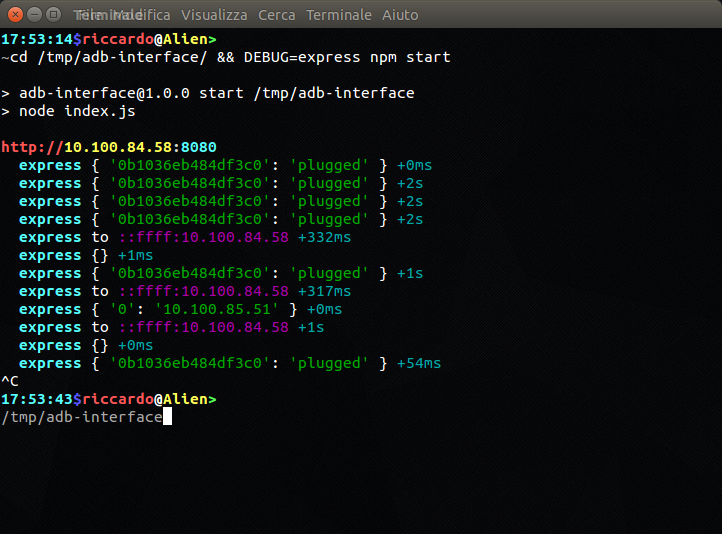 Terminale File Modifica Visualizza Cerca Terminale Aiuto
17:53:14$riccardo@Alien>
~cd /tmp/adb-interface/ && DEBUG=express npm start
> adb-interface@1.0.0 start /tmp/adb-interface
> node index.js
http://10.100.84.58:8080
express { '0b1036eb484df3c0': 'plugged' } +0ms
express { '0b1036eb484df3c0': 'plugged' } +2s
express { '0b1036eb484df3c0': 'plugged' } +2s
express { '0b1036eb484df3c0': 'plugged' } +2s
express to ::ffff:10.100.84.58 +332ms
express {} +1ms
express { '0b1036eb484df3c0': 'plugged' } +1s
express to ::ffff:10.100.84.58 +317ms
express { '0': '10.100.85.51' } +0ms
express to ::ffff:10.100.84.58 +1s
express {} +0ms
express { '0b1036eb484df3c0': 'plugged' } +54ms
^C
17:53:43$riccardo@Alien>
/tmp/adb-interface